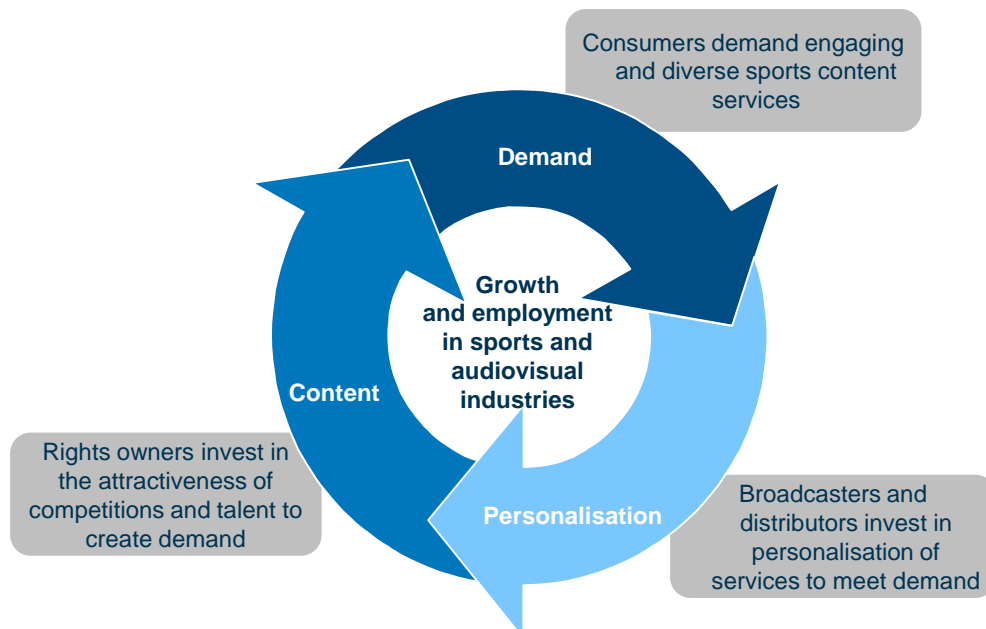 Consumers demand engaging
and diverse sports content
services
Demand
Growth
and employment
in sports and
audiovisual
industries
Content
Rights owners invest in
the attractiveness of
competitions and talent to
create demand
Personalisation
Broadcasters and
distributors invest in
personalisation of
services to meet demand